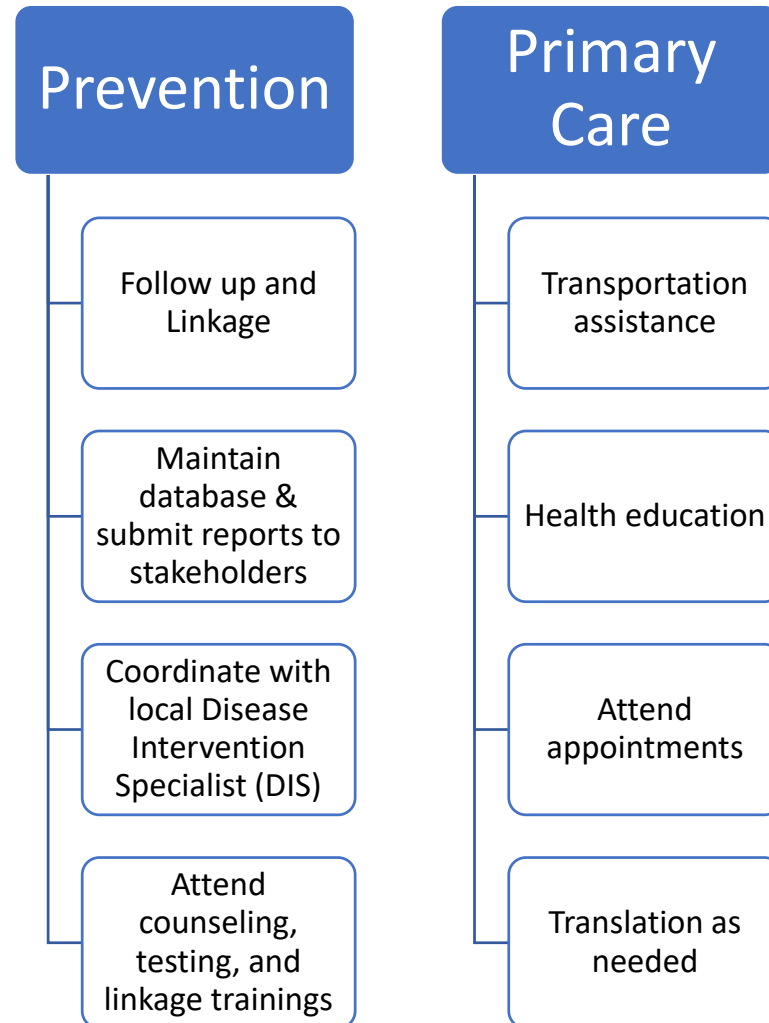 Prevention
Follow up and
Linkage
Maintain
database &
submit reports to
stakeholders
Coordinate with
local Disease
Intervention
Specialist (DIS)
Attend
counseling,
testing, and
linkage trainings
Primary
Care
Transportation
assistance
Health education
Attend
appointments
Translation as
needed